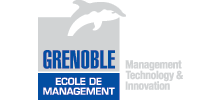 GRENOBLE
ECOLE DE
MANAGEMENT
Management
Technology &
Innovation